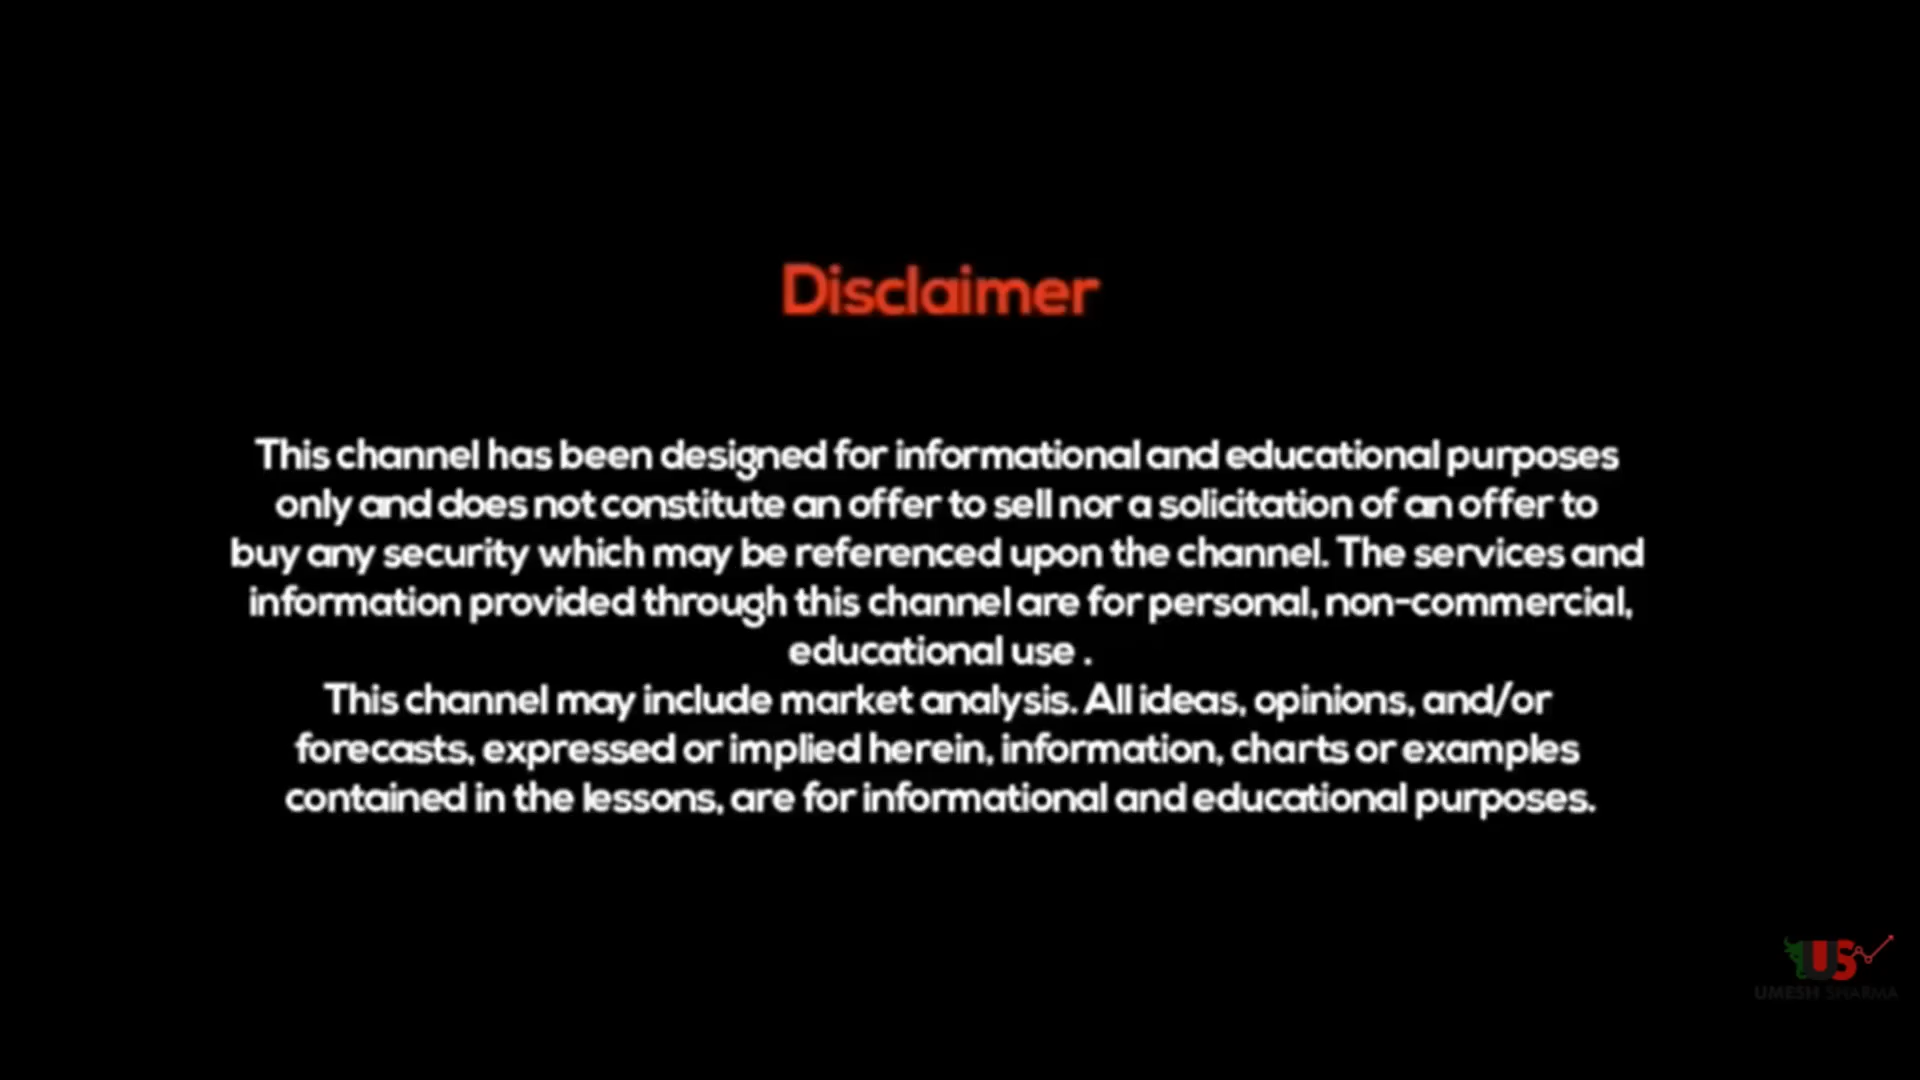 Disclaimer
This channel has been designed for informational and educational purposes
only and does not constitute an offer to sell nor a solicitation of an offer to
buy any security which may be referenced upon the channel. The services and
information provided through this channel are for personal, non-commercial,
educational use .
This channel may include market analysis. All ideas, opinions, and/or
forecasts, expressed or implied herein, information, charts or examples
contained in the lessons, are for informational and educational purposes.
US
UMESH SHARMA